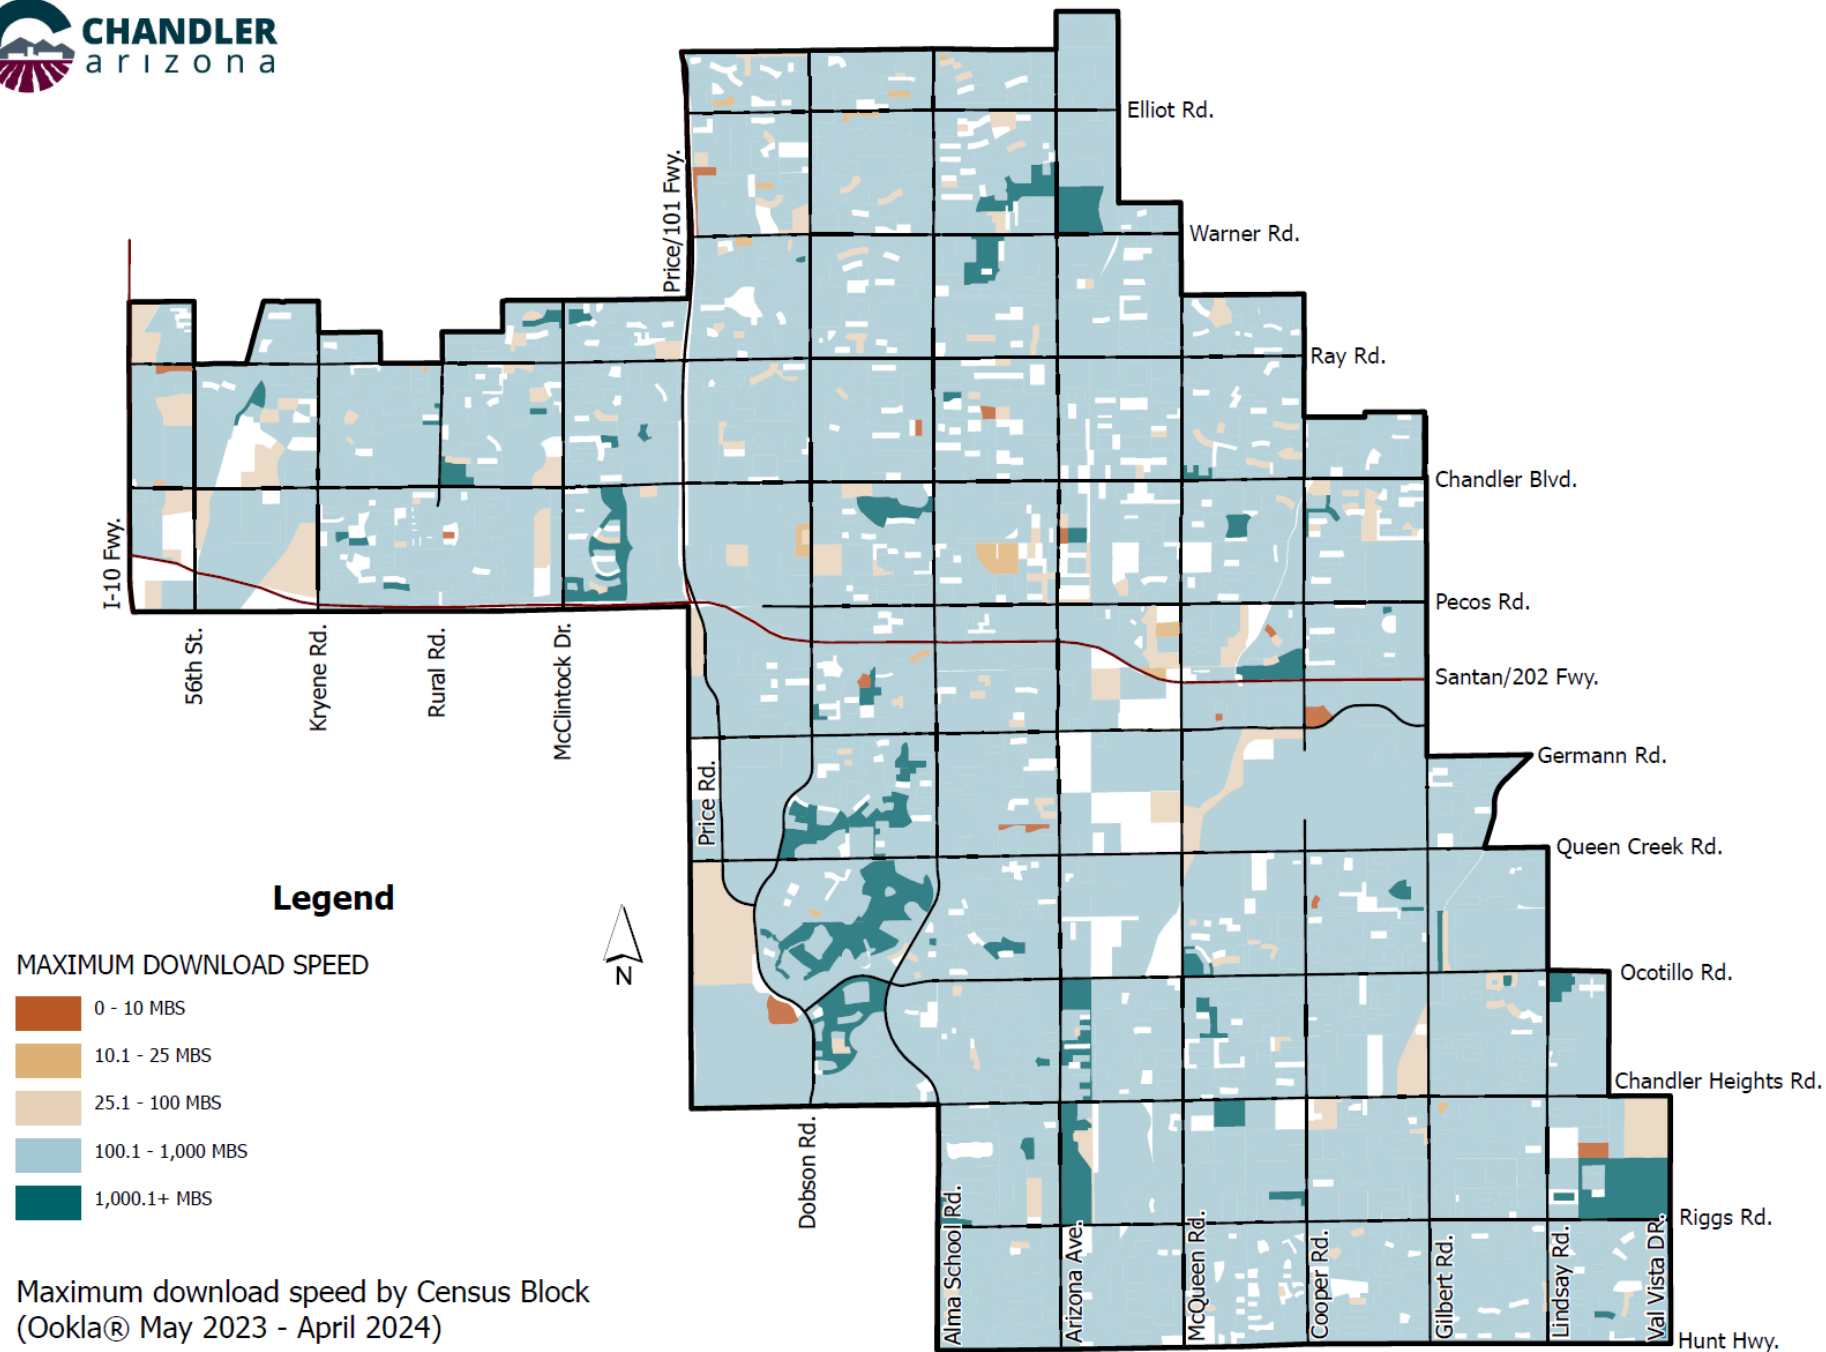 CHANDLER
arizona
Elliot Rd.
Price/101 Fwy.
Warner Rd.
Ray Rd.
Chandler Blvd.
I-10 Fwy.
Pecos Rd.
56th St.
Kryene Rd.
Rural Rd.
McClintock Dr.
Santan/202 Fwy.
Germann Rd.
Price Rd.
Queen Creek Rd.
Legend
N
MAXIMUM DOWNLOAD SPEED
Ocotillo Rd.
0 - 10 MBS
10.1 - 25 MBS
Chandler Heights Rd.
25.1 - 100 MBS
100.1 - 1,000 MBS
1,000.1+ MBS
Dobson Rd.
Alma School Rd.
Arizona Ave.
McQueen Rd.
Cooper Rd.
Gilbert Rd.
Lindsay Rd.
Val Vista DR.
Riggs Rd.
Maximum download speed by Census Block
(Ookla® May 2023 - April 2024)
Hunt Hwy.